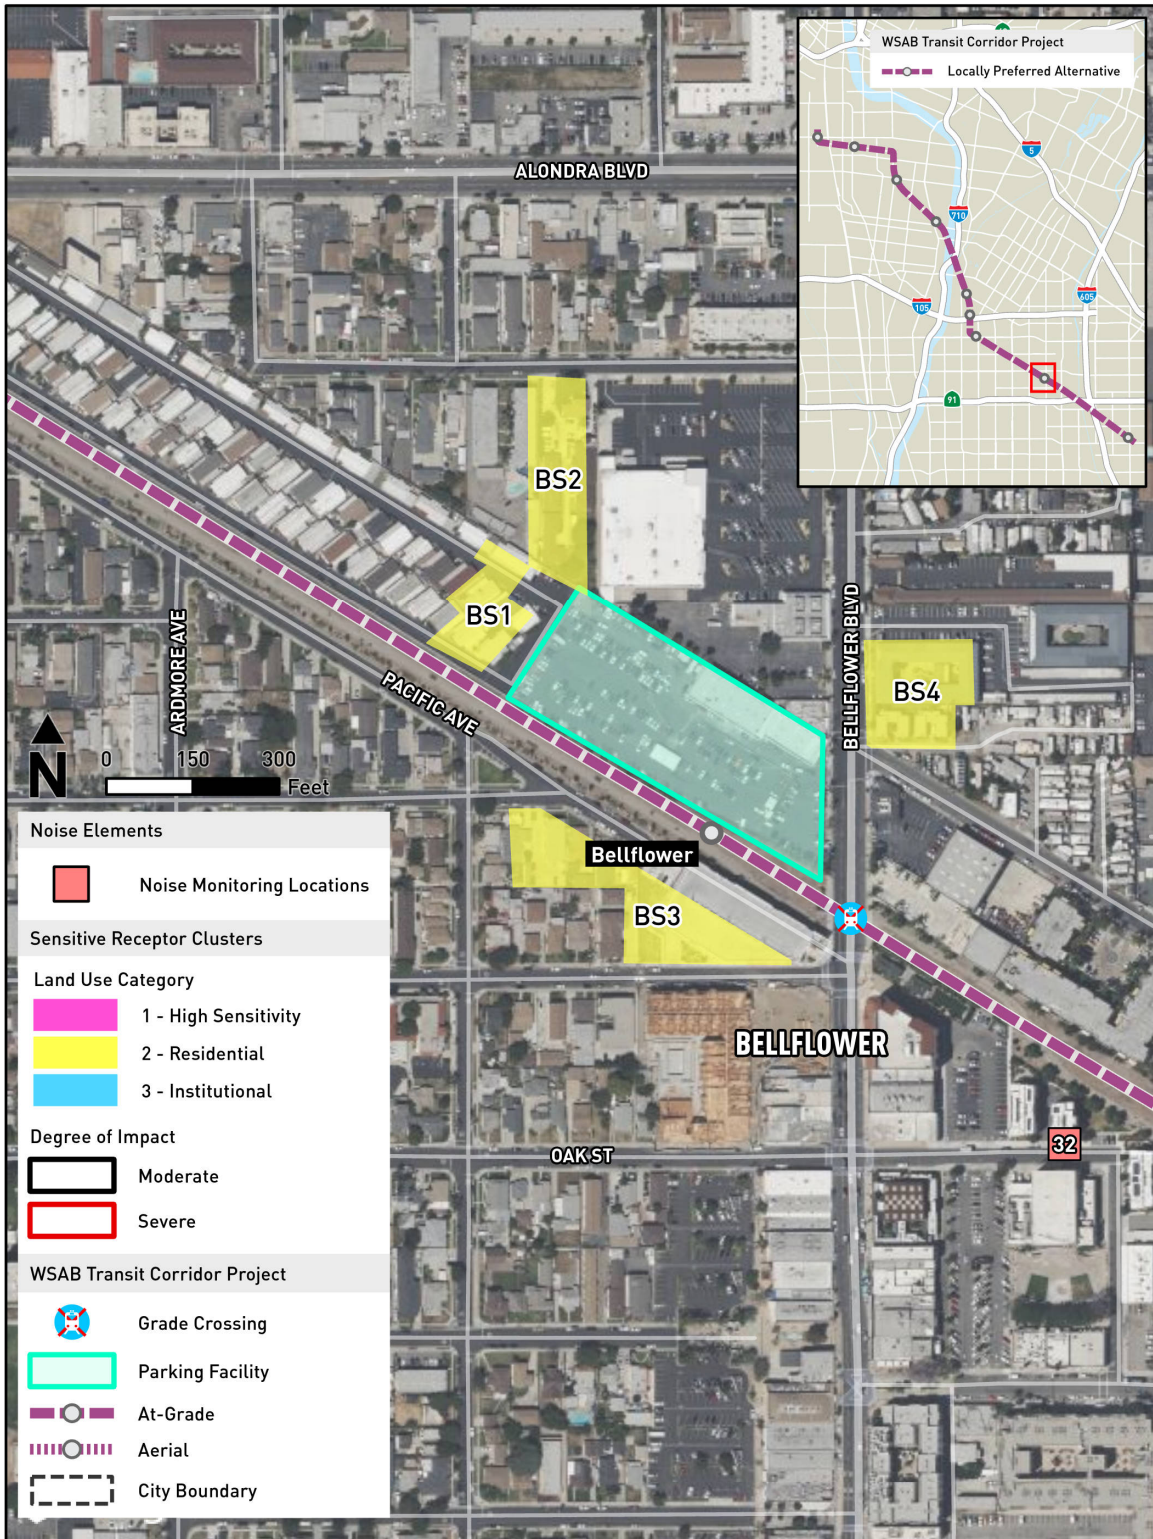 WSAB Transit Corridor Project
Locally Preferred Alternative
5
710
105
605
91
ALONDRA BLVD
BS2
BS1
ARDMORE AVE
PACIFIC AVE
BELLFLOWER BLVD
BS4
N
0 150 300
Feet
Bellflower
BS3
BELLFLOWER
OAK ST
32
Noise Elements
Noise Monitoring Locations
Sensitive Receptor Clusters
Land Use Category
1 - High Sensitivity
2 - Residential
3 - Institutional
Degree of Impact
Moderate
Severe
WSAB Transit Corridor Project
Grade Crossing
Parking Facility
At-Grade
Aerial
City Boundary